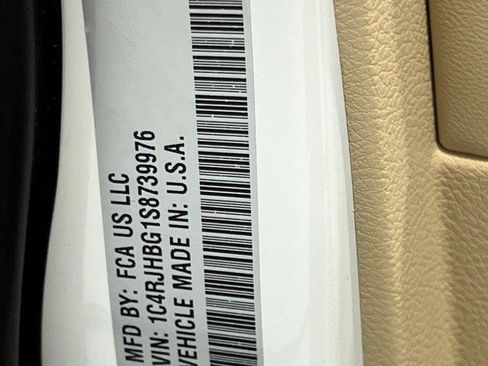 MFD BY: FCA US LLC
VIN: 1C4RJHBG1S8739976
VEHICLE MADE IN: U.S.A.